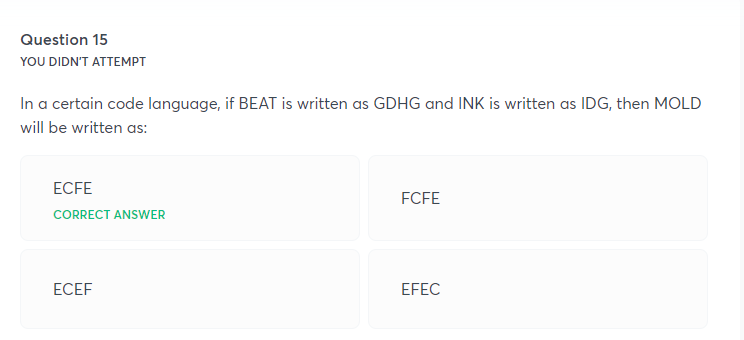 Question 15
YOU DIDN'T ATTEMPT
In a certain code language, if BEAT is written as GDHG and INK is written as IDG, then MOLD
will be written as:
ECFE
CORRECT ANSWER
FCFE
ECEF
EFEC